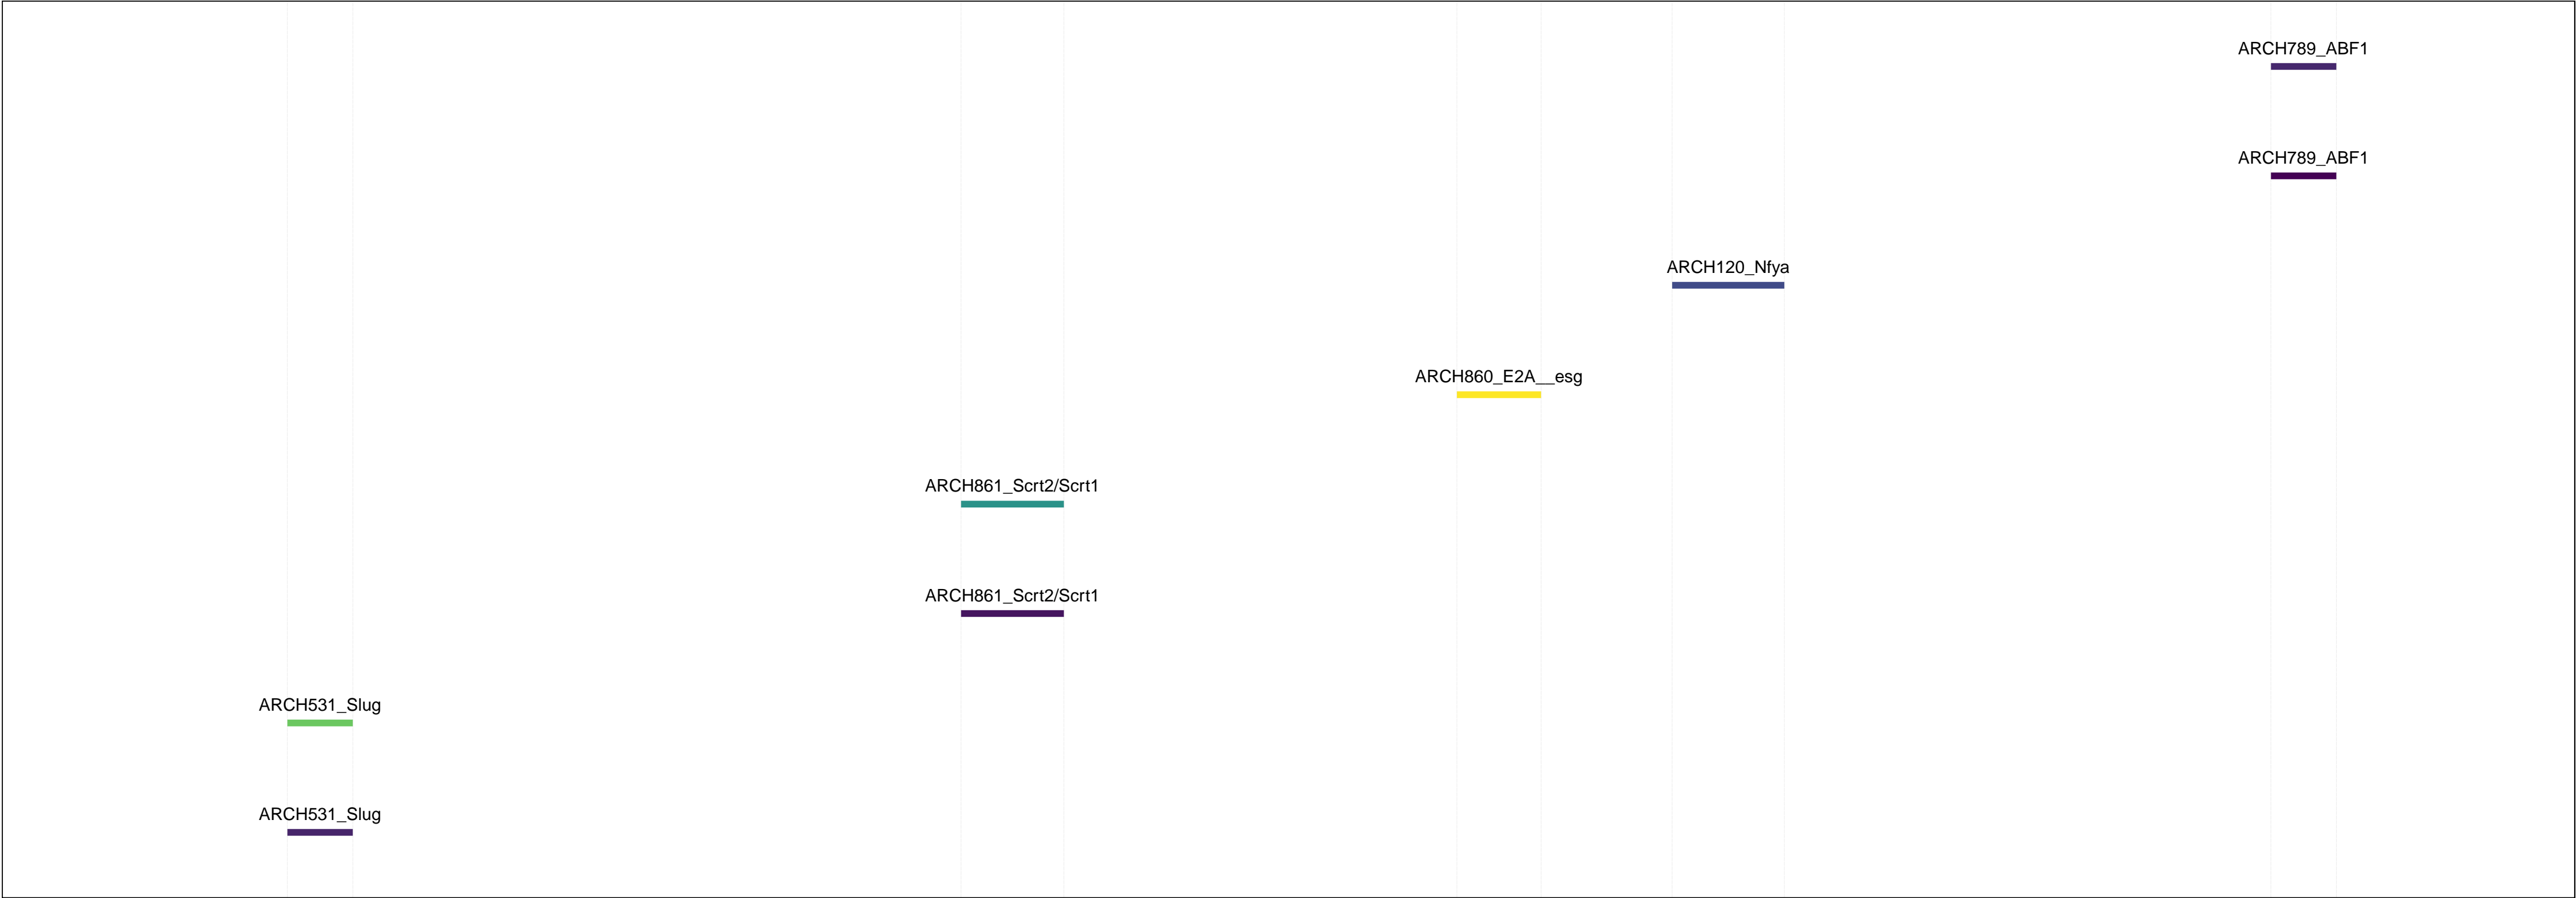 ARCH789_ABF1
ARCH789_ABF1
ARCH120_Nfya
ARCH860_E2A__esg
ARCH861_Scrt2/Scrt1
ARCH861_Scrt2/Scrt1
ARCH531_Slug
ARCH531_Slug